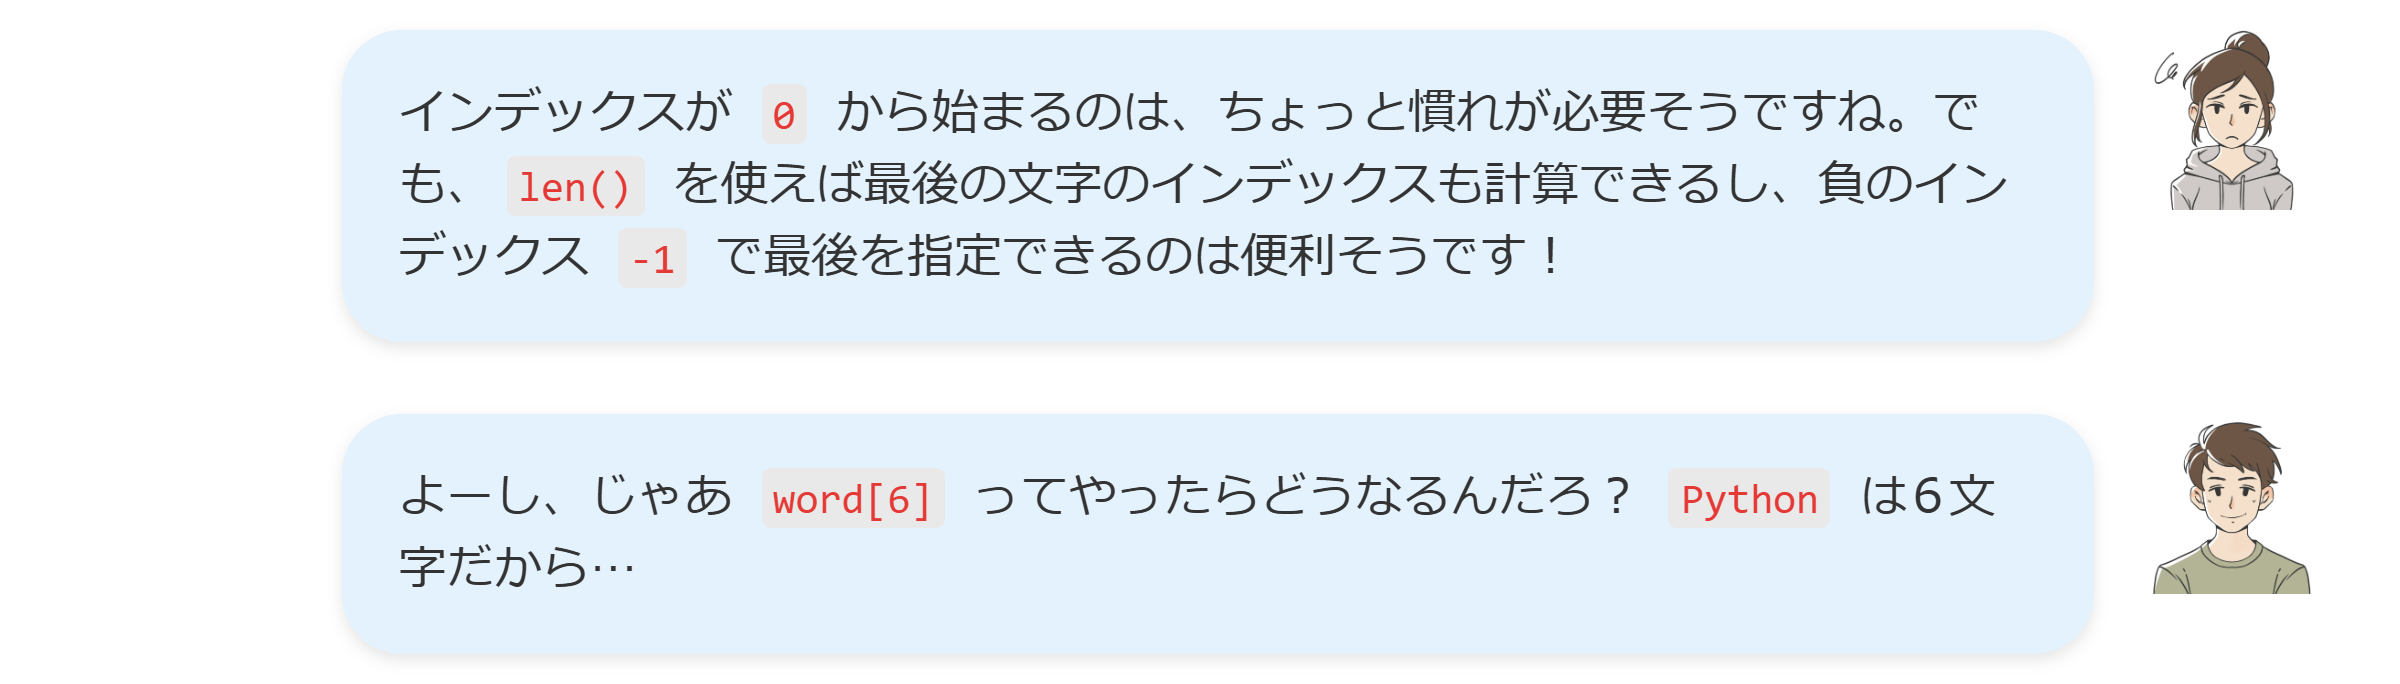 インデックスが 0 から始まるのは、ちょっと慣れが必要そうですね。で
も、 len() を使えば最後の文字のインデックスも計算できるし、負のイン
デックス -1 で最後を指定できるのは便利そうです！
よーし、じゃあ word[6] ってやったらどうなるんだろ？ Python は６文
字だから…